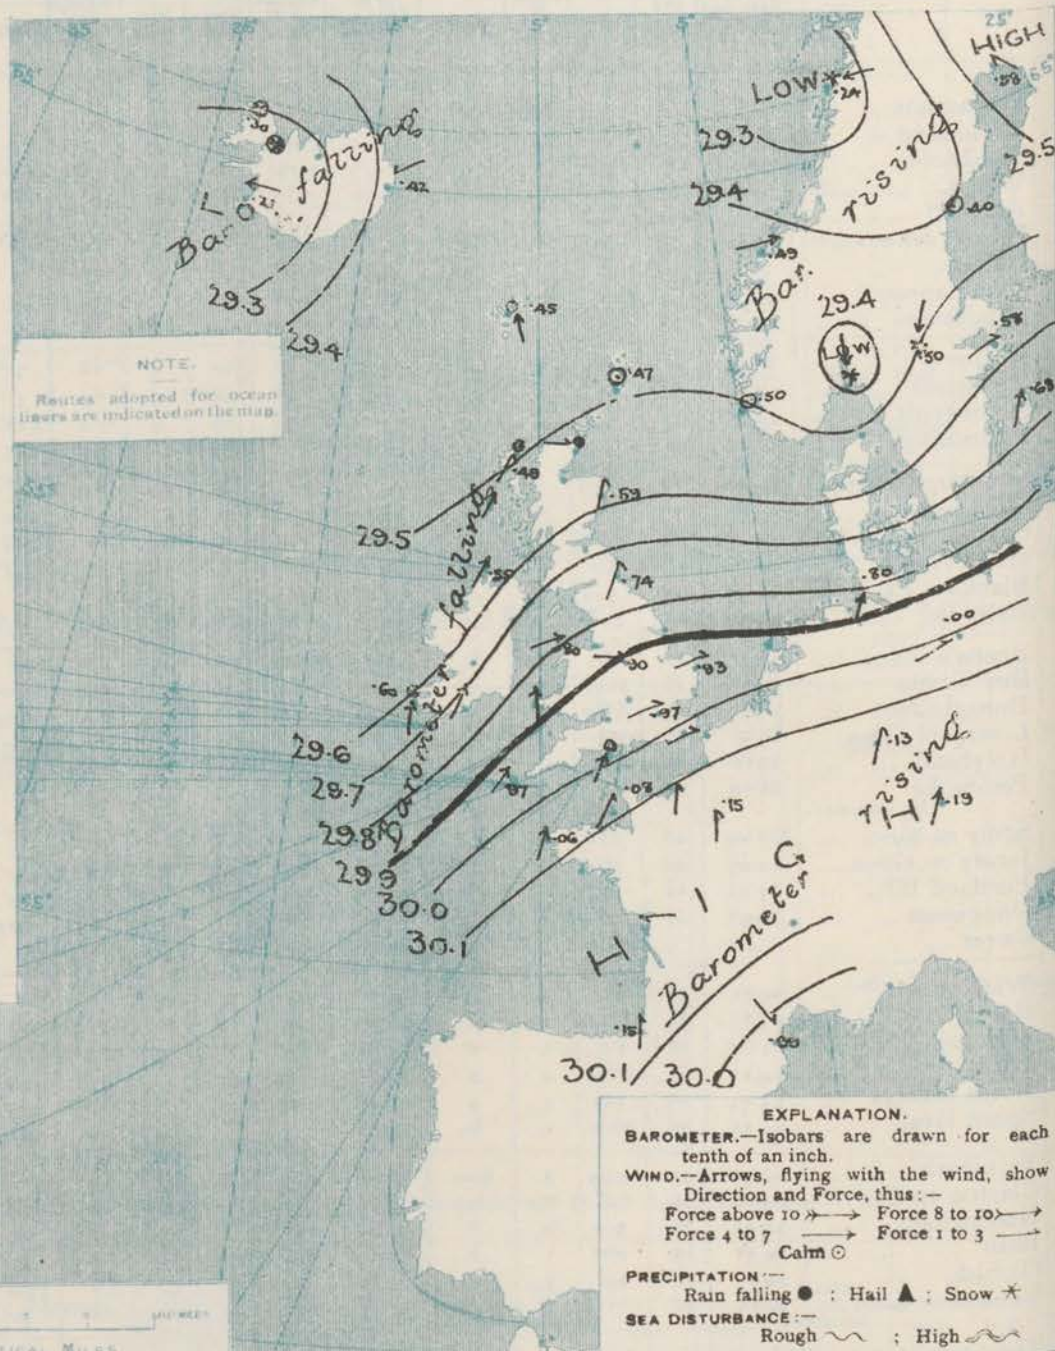 25°
HIGH
LOW
.24
.58
29.3
29.5
29.4
Bar. rising
.40
.49
Bar. falling
.42
29.3
29.4
.45
29.4
LOW
.50
.58
.68
.47
.50
NOTE.
Routes adopted for ocean
liners are indicated on the map.
.48
29.5
.59
Barometer falling
.74
.80
.00
.80
.90
.93
.60
.97
29.6
29.7
29.8
29.9
30.0
30.1
.97
.08
.06
.15
.13
.19
HIGH
Barometer rising
.15
30.1
30.0
EXPLANATION.
BAROMETER.—Isobars are drawn for each
tenth of an inch.
WIND.—Arrows, flying with the wind, show
Direction and Force, thus:—
Force above 10 Force 8 to 10
Force 4 to 7 Force 1 to 3
Calm
PRECIPITATION:—
Rain falling ; Hail ; Snow
SEA DISTURBANCE:—
Rough ; High